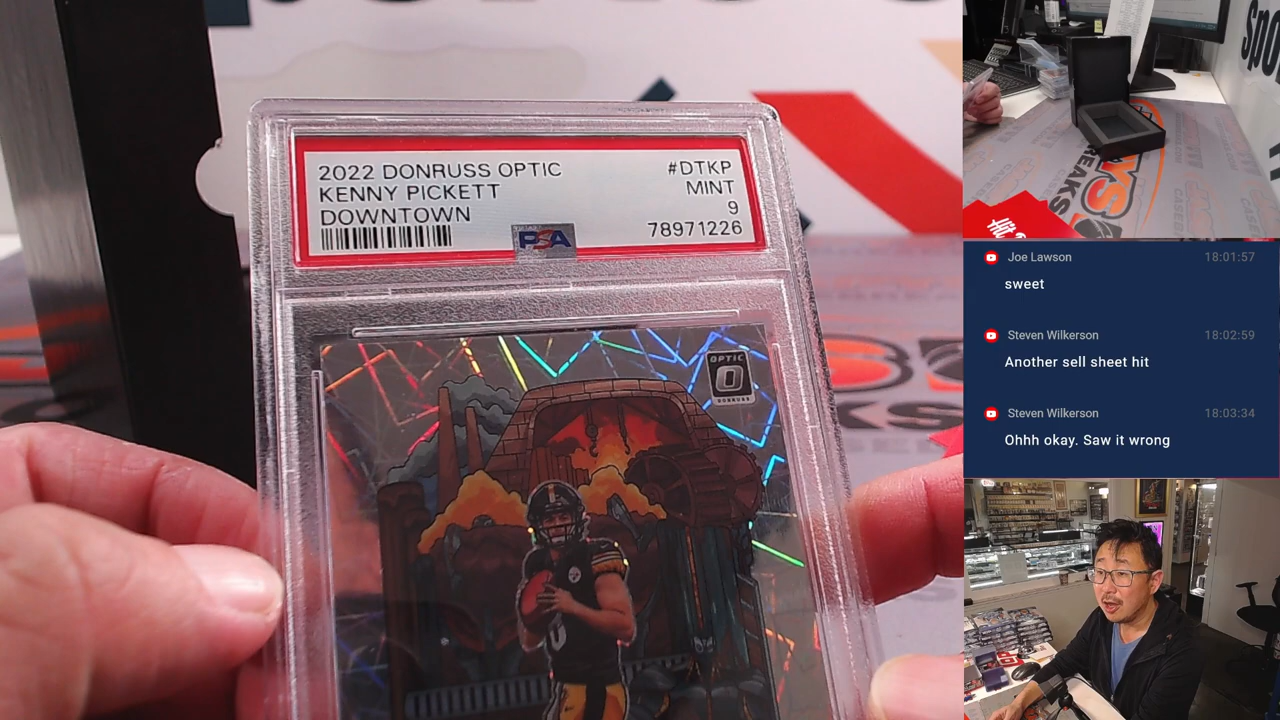 2022 DONRUSS OPTIC
#DTKP
KENNY PICKETT
MINT
DOWNTOWN
9
PSA
78971226
OPTIC
O
DONRUSS
Joe Lawson
18:01:57
sweet
Steven Wilkerson
18:02:59
Another sell sheet hit
Steven Wilkerson
18:03:34
Ohhh okay. Saw it wrong